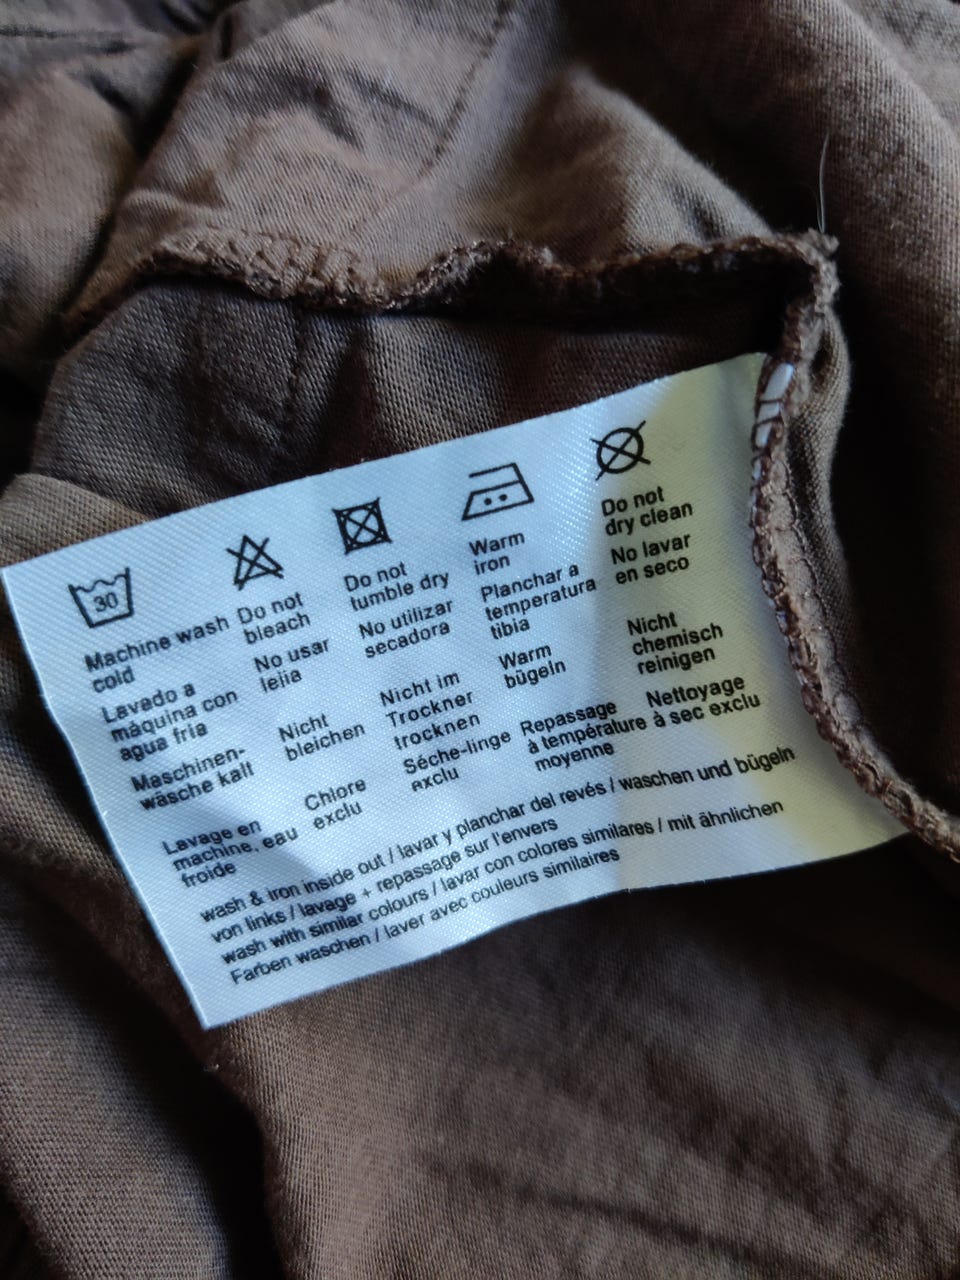 30
Machine wash
cold
Lavado a
máquina con
agua fria
Maschinen-
wäsche kalt
Lavage en
machine, eau
froide
Do not
bleach
No usar
lelia
Nicht
bleichen
Chlore
exclu
Do not
tumble dry
No utilizar
secadora
Nicht im
Trockner
trocknen
Séche-linge
exclu
Warm
iron
Planchar a
temperatura
tibia
Warm
bügeln
Repassage
à température
moyenne
Do not
dry clean
No lavar
en seco
Nicht
chemisch
reinigen
Nettoyage
à sec exclu
wash & iron inside out / lavar y planchar del revés / waschen und bügeln
von links / lavage + repassage sur l'envers
wash with similar colours / lavar con colores similares / mit ähnlichen
Farben waschen / laver avec couleurs similaires